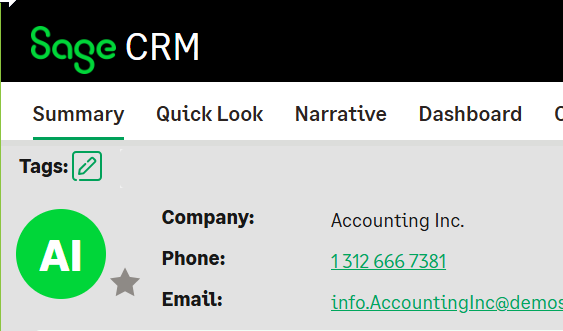 Sage CRM
Summary Quick Look Narrative Dashboard
Tags:
AI
Company: Accounting Inc.
Phone: 1 312 666 7381
Email: info.AccountingInc@demos